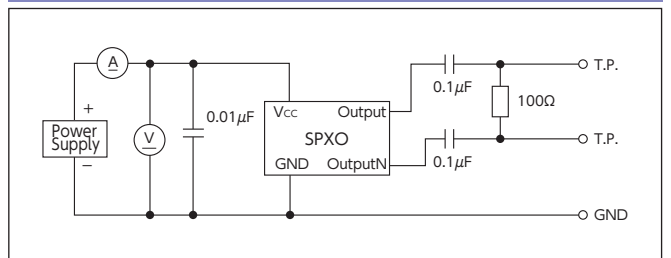 A
T.P.
0.1μF
+
0.01μF
Vcc Output
100Ω
Power
Supply
V
SPXO
T.P.
−
GND OutputN
0.1μF
GND